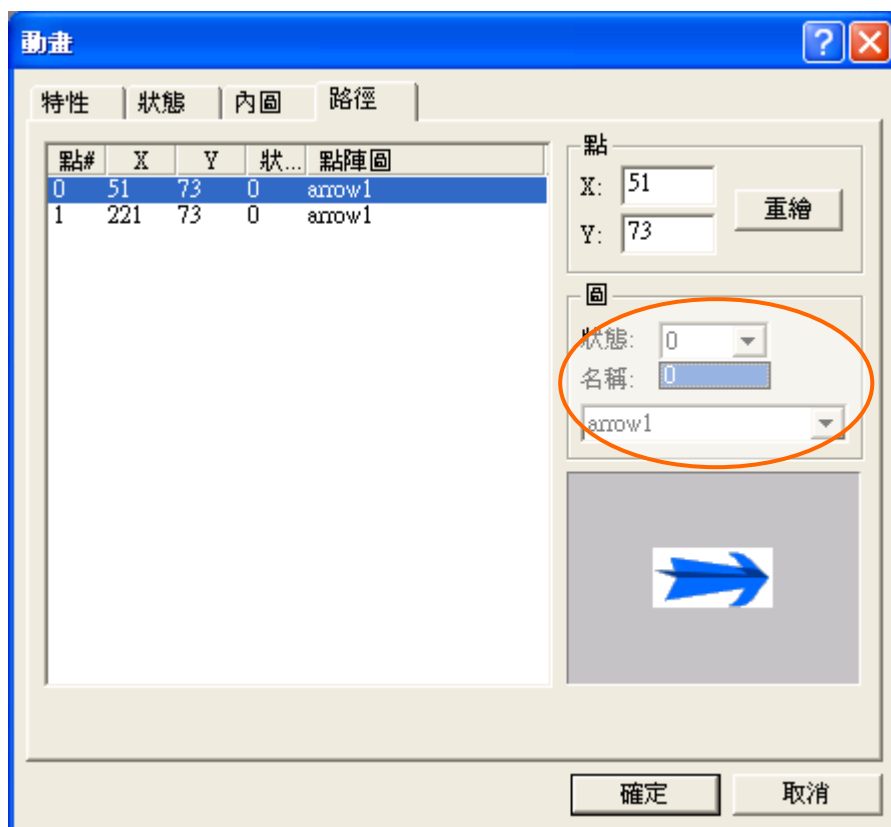 動畫
特性 狀態 內圖 路徑
點# X Y 狀... 點陣圖
0 51 73 0 arrow1
1 221 73 0 arrow1
點
X: 51
Y: 73
重繪
圖
狀態: 0
名稱: 0
arrow1
確定 取消